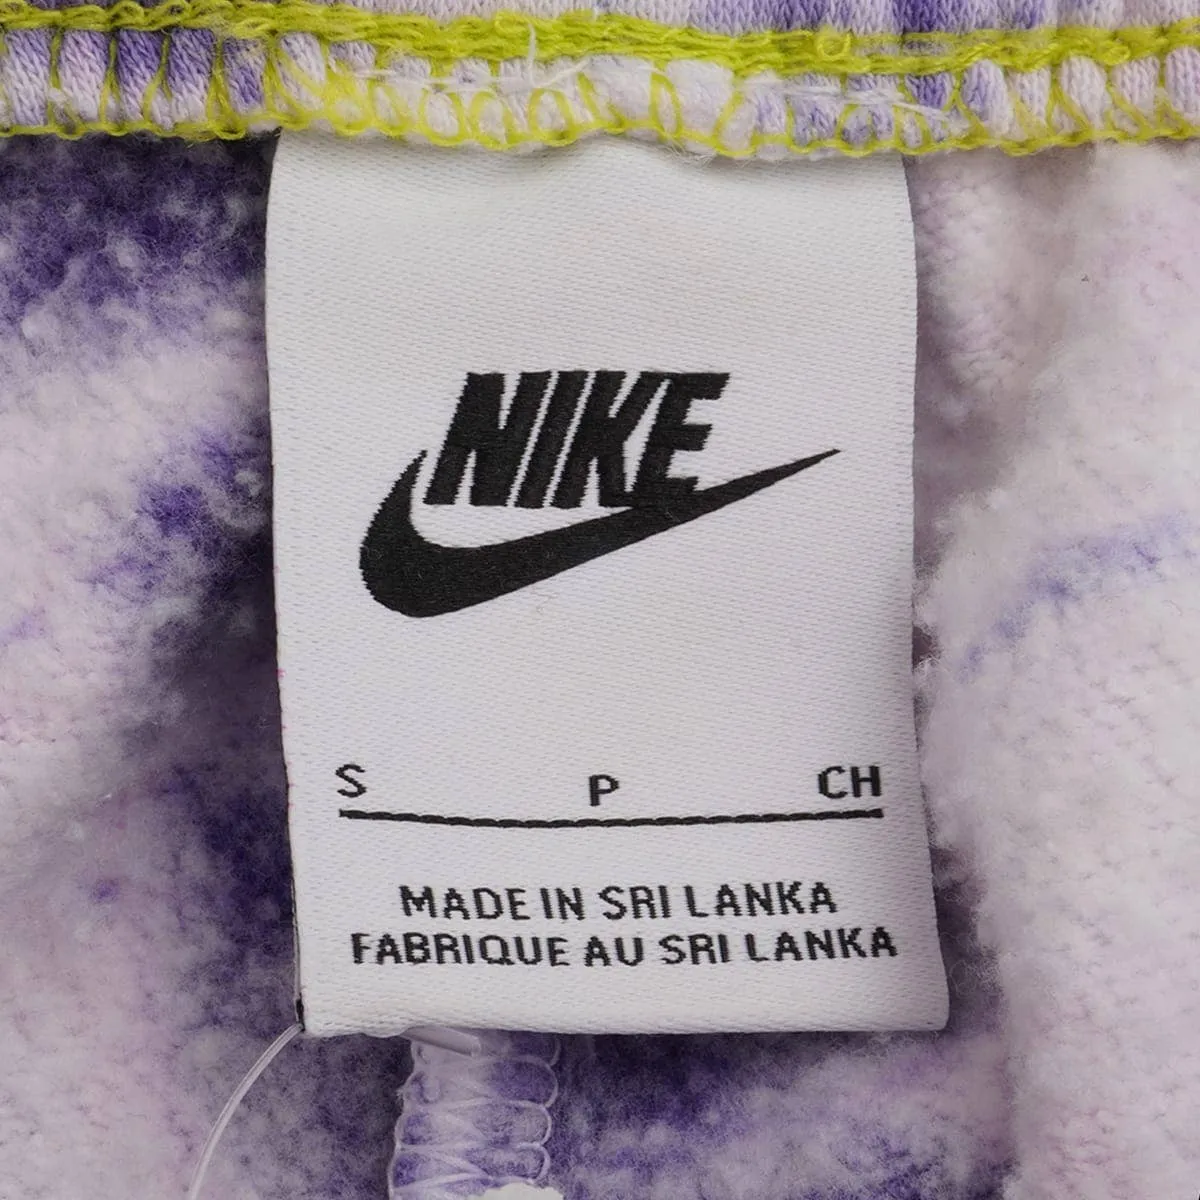 NIKE
S P CH
MADE IN SRI LANKA
FABRIQUE AU SRI LANKA